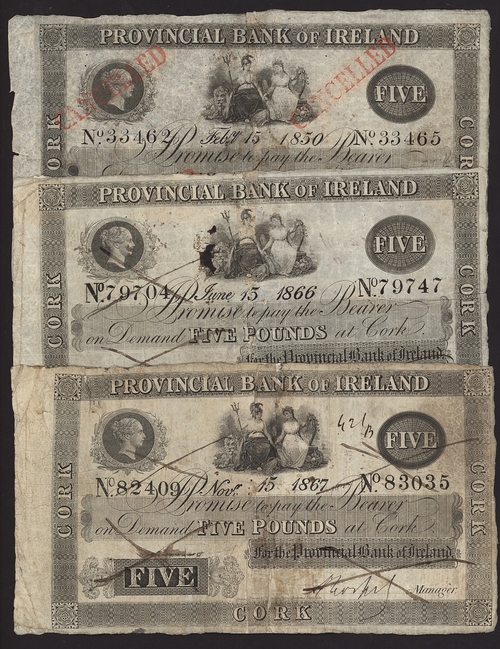 PROVINCIAL BANK OF IRELAND
CANCELLED CANCELLED
FIVE
CORK
CORK
No. 33462 Feby 15 1850 No. 33465
Promise to pay the Bearer
PROVINCIAL BANK OF IRELAND
FIVE
CORK
CORK
No. 79704 June 15 1866 No. 79747
Promise to pay the Bearer
on Demand FIVE POUNDS at Cork
For the Provincial Bank of Ireland
PROVINCIAL BANK OF IRELAND
FIVE
CORK
CORK
No. 82409 Novr. 15 1867 No. 83035
Promise to pay the Bearer
on Demand FIVE POUNDS at Cork
For the Provincial Bank of Ireland,
FIVE
Manager
CORK